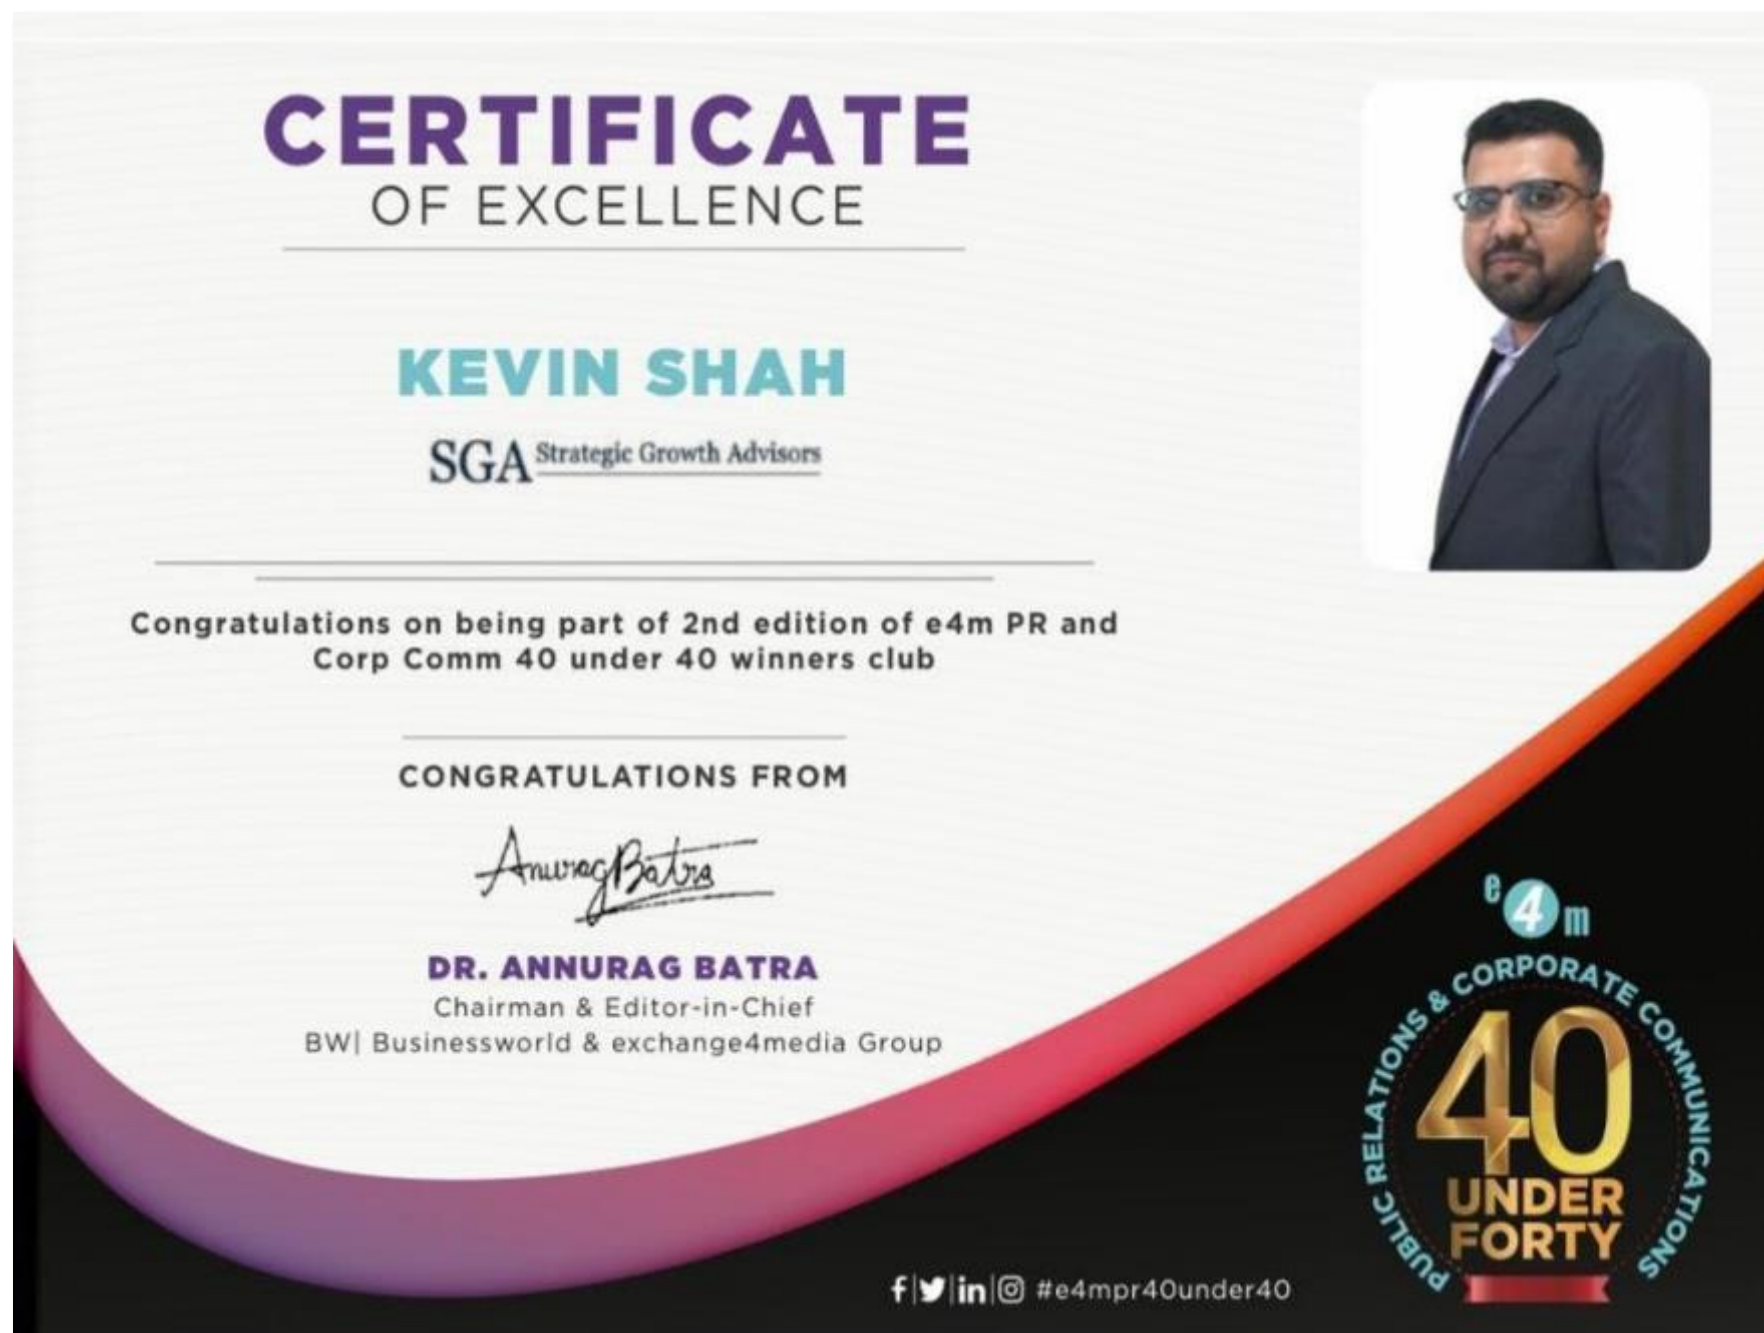 CERTIFICATE
OF EXCELLENCE
KEVIN SHAH
SGA Strategic Growth Advisors
Congratulations on being part of 2nd edition of e4m PR and
Corp Comm 40 under 40 winners club
CONGRATULATIONS FROM
Anurag Batra
DR. ANNURAG BATRA
Chairman & Editor-in-Chief
BW| Businessworld & exchange4media Group
e4m
PUBLIC RELATIONS & CORPORATE COMMUNICATIONS
40
UNDER
FORTY
f | in #e4mpr40under40